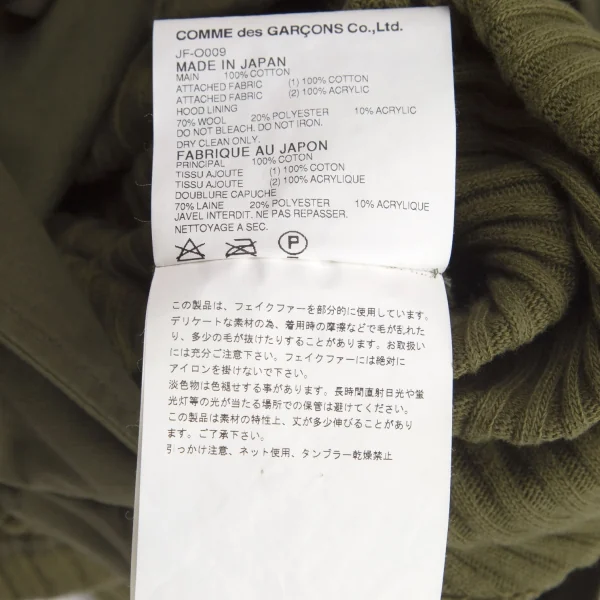 COMME des GARÇONS Co.,Ltd.
JF-O009
MADE IN JAPAN
MAIN 100% COTTON
ATTACHED FABRIC (1) 100% COTTON
ATTACHED FABRIC (2) 100% ACRYLIC
HOOD LINING
70% WOOL 20% POLYESTER 10% ACRYLIC
DO NOT BLEACH. DO NOT IRON.
DRY CLEAN ONLY.
FABRIQUE AU JAPON
PRINCIPAL 100% COTON
TISSU AJOUTE (1) 100% COTON
TISSU AJOUTE (2) 100% ACRYLIQUE
DOUBLURE CAPUCHE
70% LAINE 20% POLYESTER 10% ACRYLIQUE
JAVEL INTERDIT. NE PAS REPASSER.
NETTOYAGE A SEC.
P
この製品は、フェイクファーを部分的に使用しています。
デリケートな素材の為、着用時の摩擦などで毛が乱れた
り、多少の毛が抜けたりすることがあります。お取扱い
には充分ご注意下さい。フェイクファーには絶対に
アイロンを掛けないで下さい。
淡色物は色褪せする事があります。長時間直射日光や蛍
光灯等の光が当たる場所での保管は避けてください。
この製品は素材の特性上、丈が多少伸びることがあり
ます。ご了承下さい。
引っかけ注意、ネット使用、タンブラー乾燥禁止